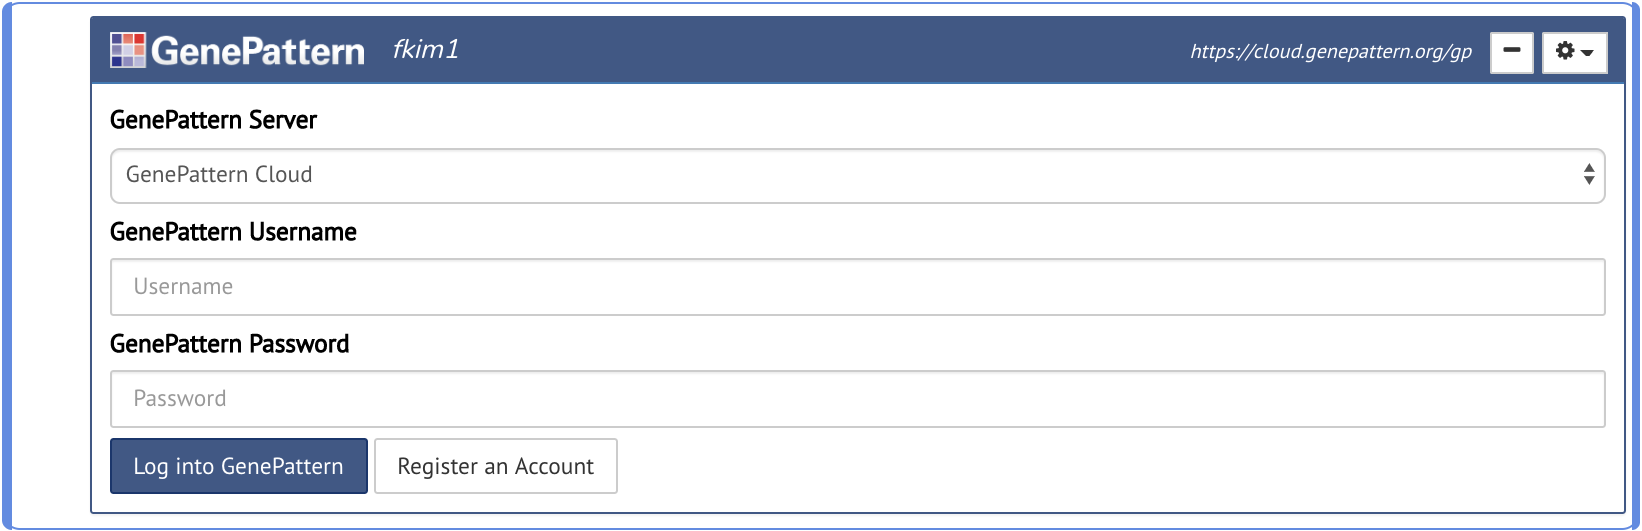 GenePattern fkim1 https://cloud.genepattern.org/gp
GenePattern Server
GenePattern Cloud
GenePattern Username
Username
GenePattern Password
Password
Log into GenePattern Register an Account